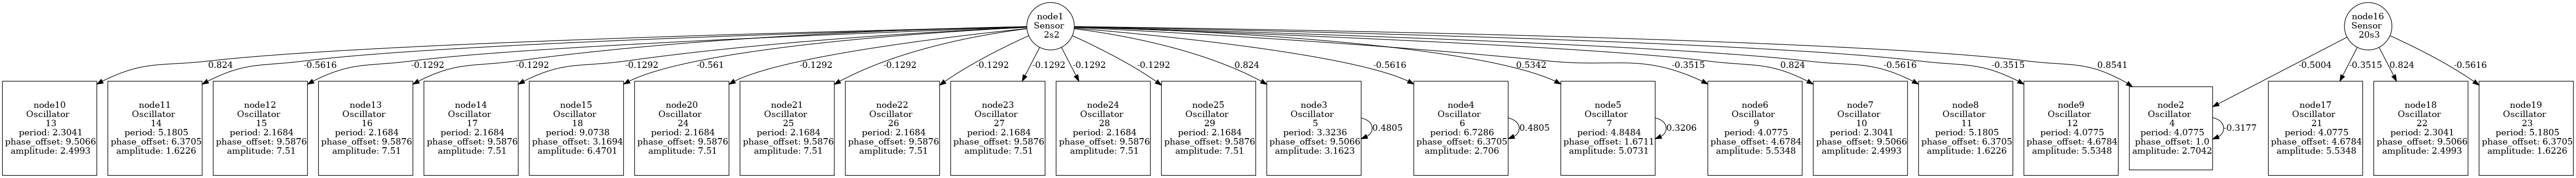 node1
Sensor
2s2
node16
Sensor
20s3
0.824
-0.5616
-0.1292
-0.1292
-0.1292
-0.561
-0.1292
-0.1292
-0.1292
-0.1292
-0.1292
-0.1292
0.824
-0.5616
0.5342
-0.3515
0.824
-0.5616
-0.3515
0.8541
-0.5004
-0.3515
0.824
-0.5616
node10
Oscillator
13
period: 2.3041
phase_offset: 9.5066
amplitude: 2.4993
node11
Oscillator
14
period: 5.1805
phase_offset: 6.3705
amplitude: 1.6226
node12
Oscillator
15
period: 2.1684
phase_offset: 9.5876
amplitude: 7.51
node13
Oscillator
16
period: 2.1684
phase_offset: 9.5876
amplitude: 7.51
node14
Oscillator
17
period: 2.1684
phase_offset: 9.5876
amplitude: 7.51
node15
Oscillator
18
period: 9.0738
phase_offset: 3.1694
amplitude: 6.4701
node20
Oscillator
24
period: 2.1684
phase_offset: 9.5876
amplitude: 7.51
node21
Oscillator
25
period: 2.1684
phase_offset: 9.5876
amplitude: 7.51
node22
Oscillator
26
period: 2.1684
phase_offset: 9.5876
amplitude: 7.51
node23
Oscillator
27
period: 2.1684
phase_offset: 9.5876
amplitude: 7.51
node24
Oscillator
28
period: 2.1684
phase_offset: 9.5876
amplitude: 7.51
node25
Oscillator
29
period: 2.1684
phase_offset: 9.5876
amplitude: 7.51
node3
Oscillator
5
period: 3.3236
phase_offset: 9.5066
amplitude: 3.1623
0.4805
node4
Oscillator
6
period: 6.7286
phase_offset: 6.3705
amplitude: 2.706
0.4805
node5
Oscillator
7
period: 4.8484
phase_offset: 1.6711
amplitude: 5.0731
0.3206
node6
Oscillator
9
period: 4.0775
phase_offset: 4.6784
amplitude: 5.5348
node7
Oscillator
10
period: 2.3041
phase_offset: 9.5066
amplitude: 2.4993
node8
Oscillator
11
period: 5.1805
phase_offset: 6.3705
amplitude: 1.6226
node9
Oscillator
12
period: 4.0775
phase_offset: 4.6784
amplitude: 5.5348
node2
Oscillator
4
period: 4.0775
phase_offset: 1.0
amplitude: 2.7042
-0.3177
node17
Oscillator
21
period: 4.0775
phase_offset: 4.6784
amplitude: 5.5348
node18
Oscillator
22
period: 2.3041
phase_offset: 9.5066
amplitude: 2.4993
node19
Oscillator
23
period: 5.1805
phase_offset: 6.3705
amplitude: 1.6226